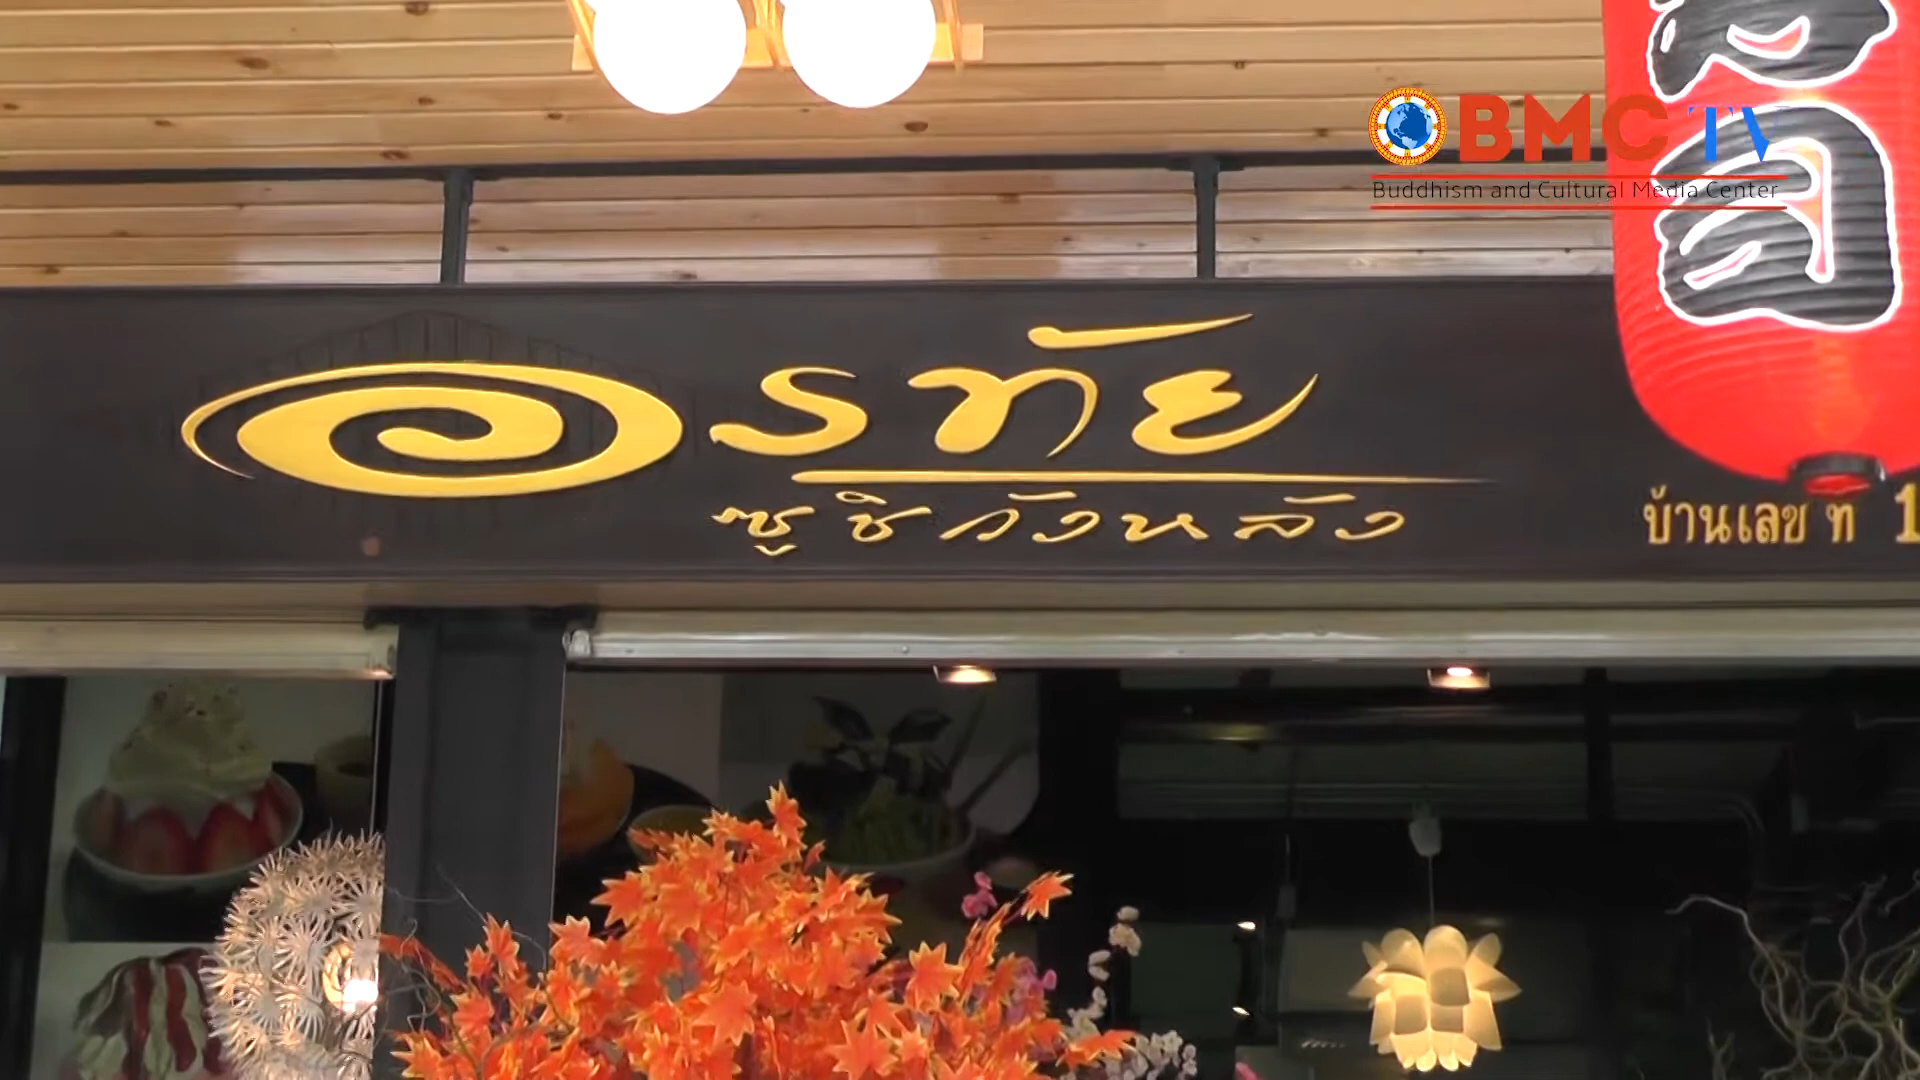 BMC TV
Buddhism and Cultural Media Center
อรทัย
ซูชิวังหลัง
บ้านเลขที่ 1